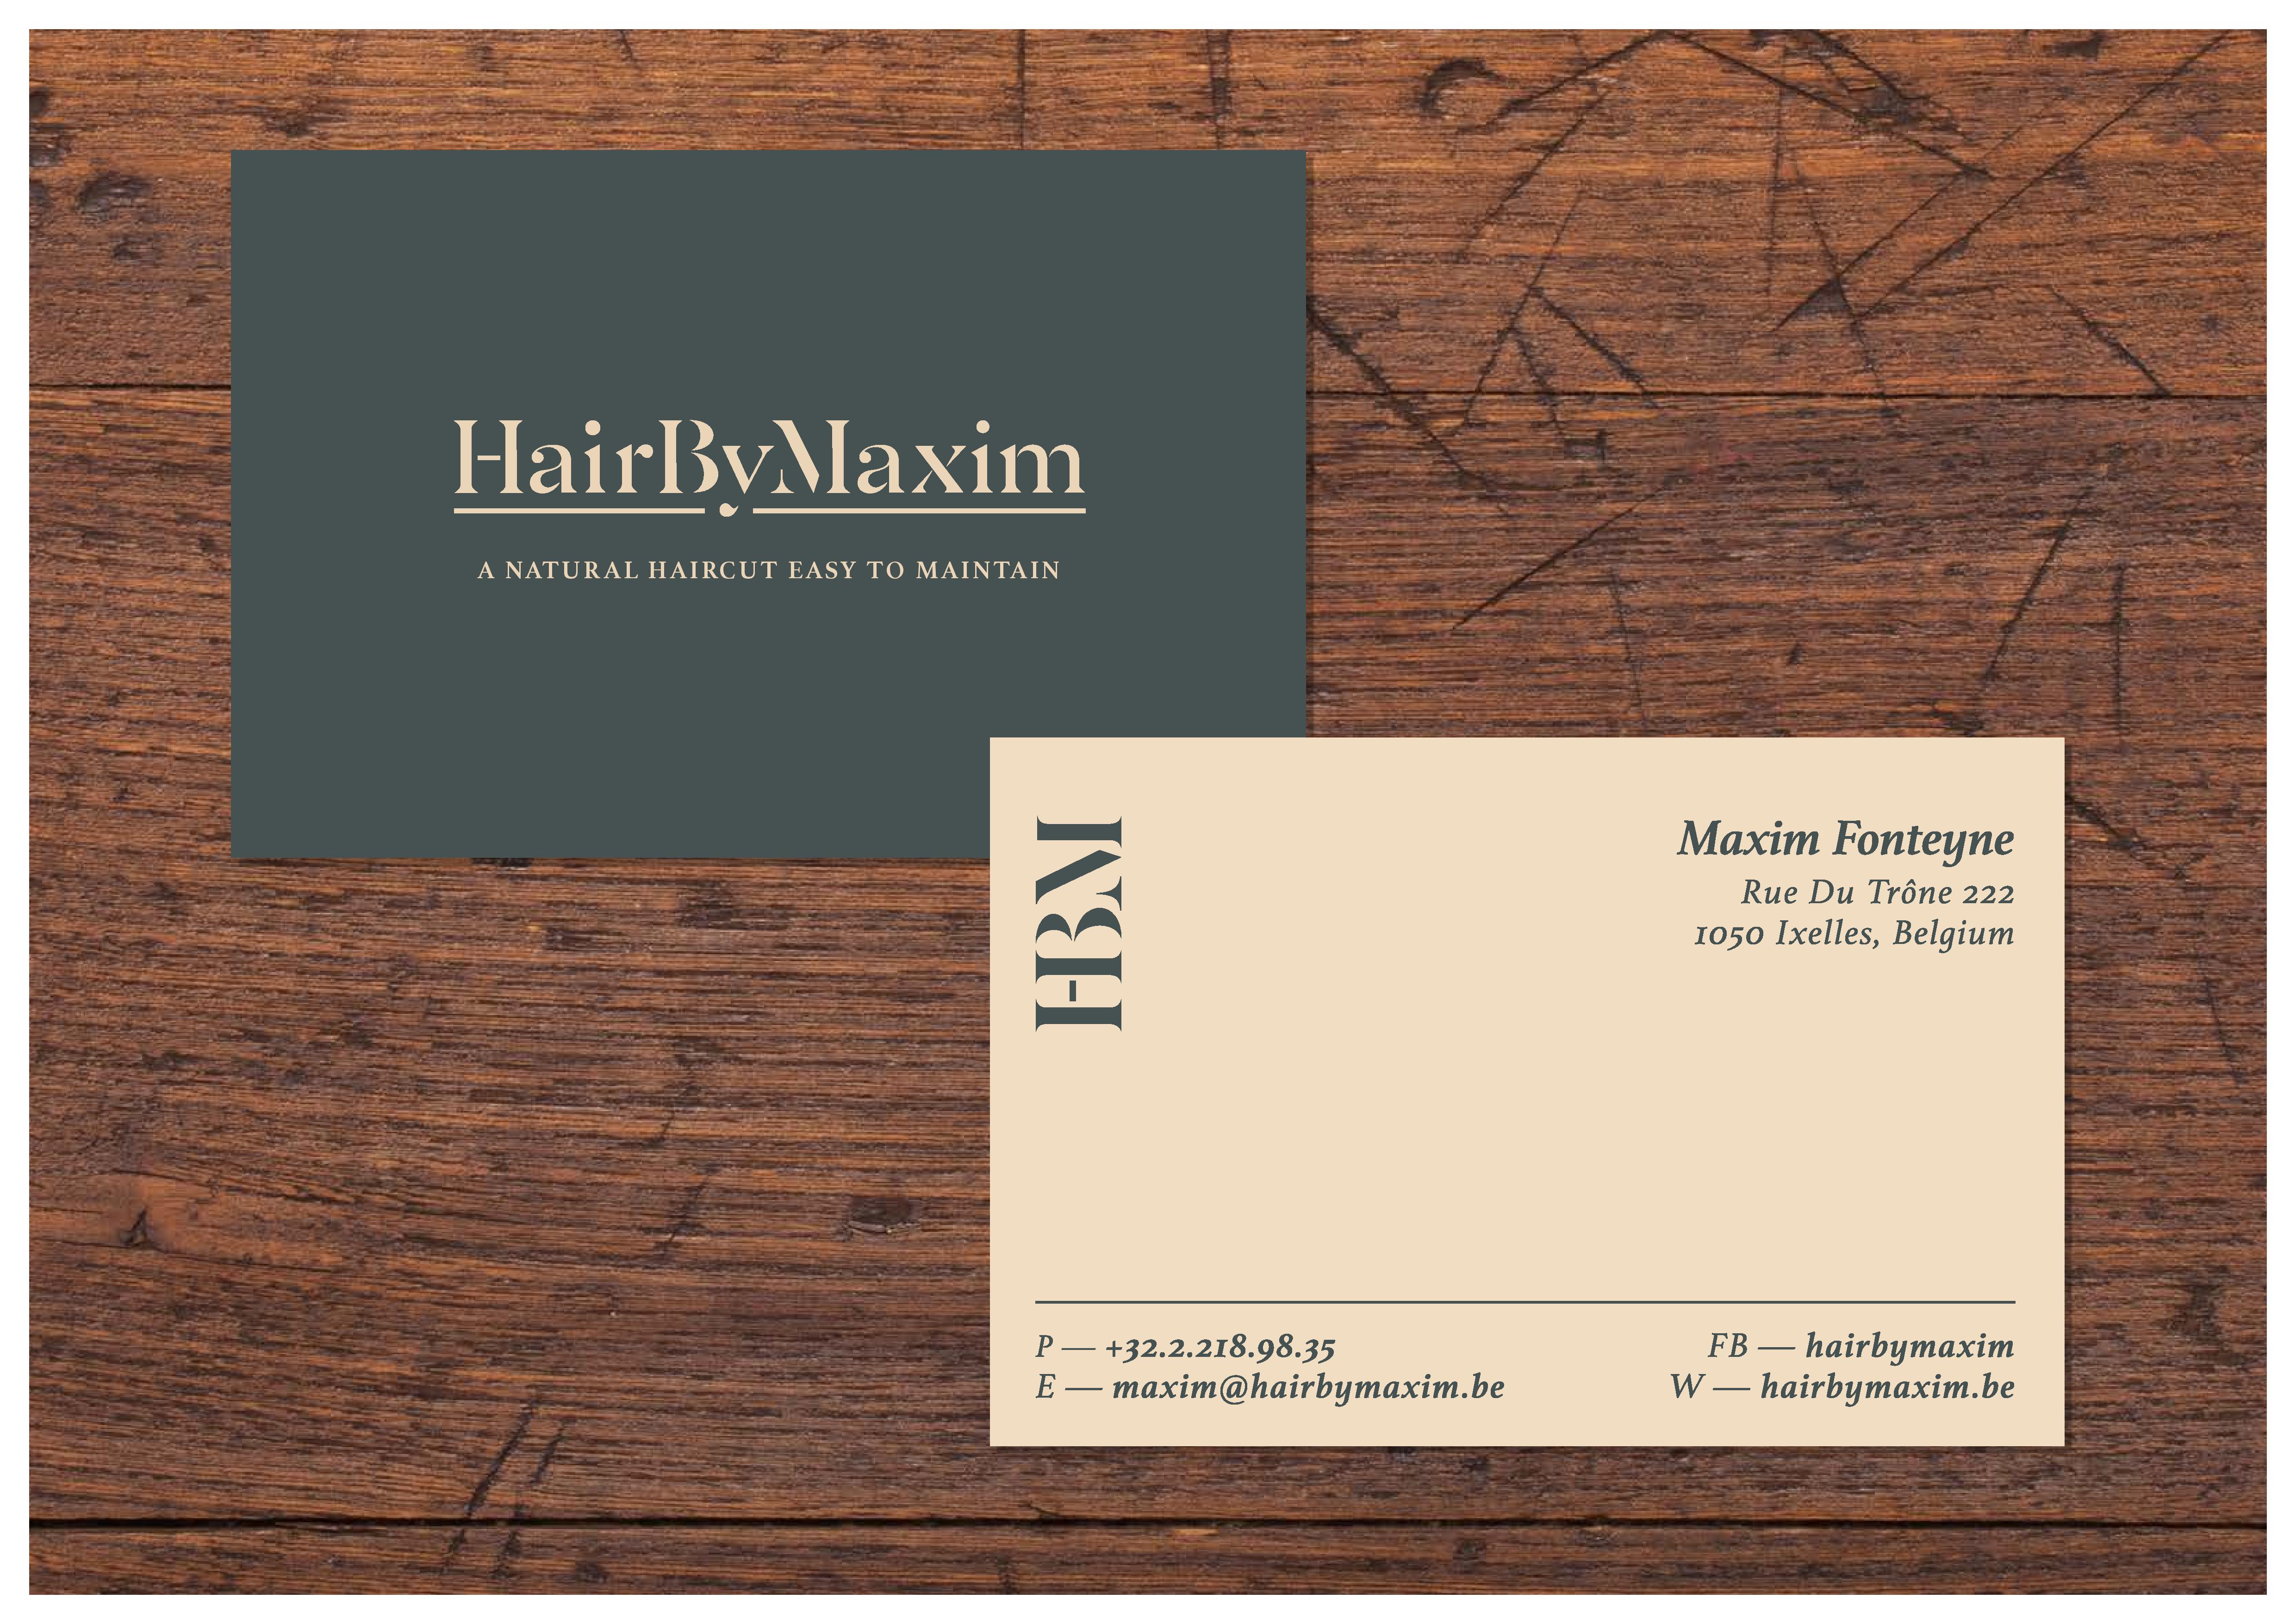 HairByMaxim
A NATURAL HAIRCUT EASY TO MAINTAIN
HBM
Maxim Fonteyne
Rue Du Trône 222
1050 Ixelles, Belgium
P — +32.2.218.98.35
E — maxim@hairbymaxim.be
FB — hairbymaxim
W — hairbymaxim.be